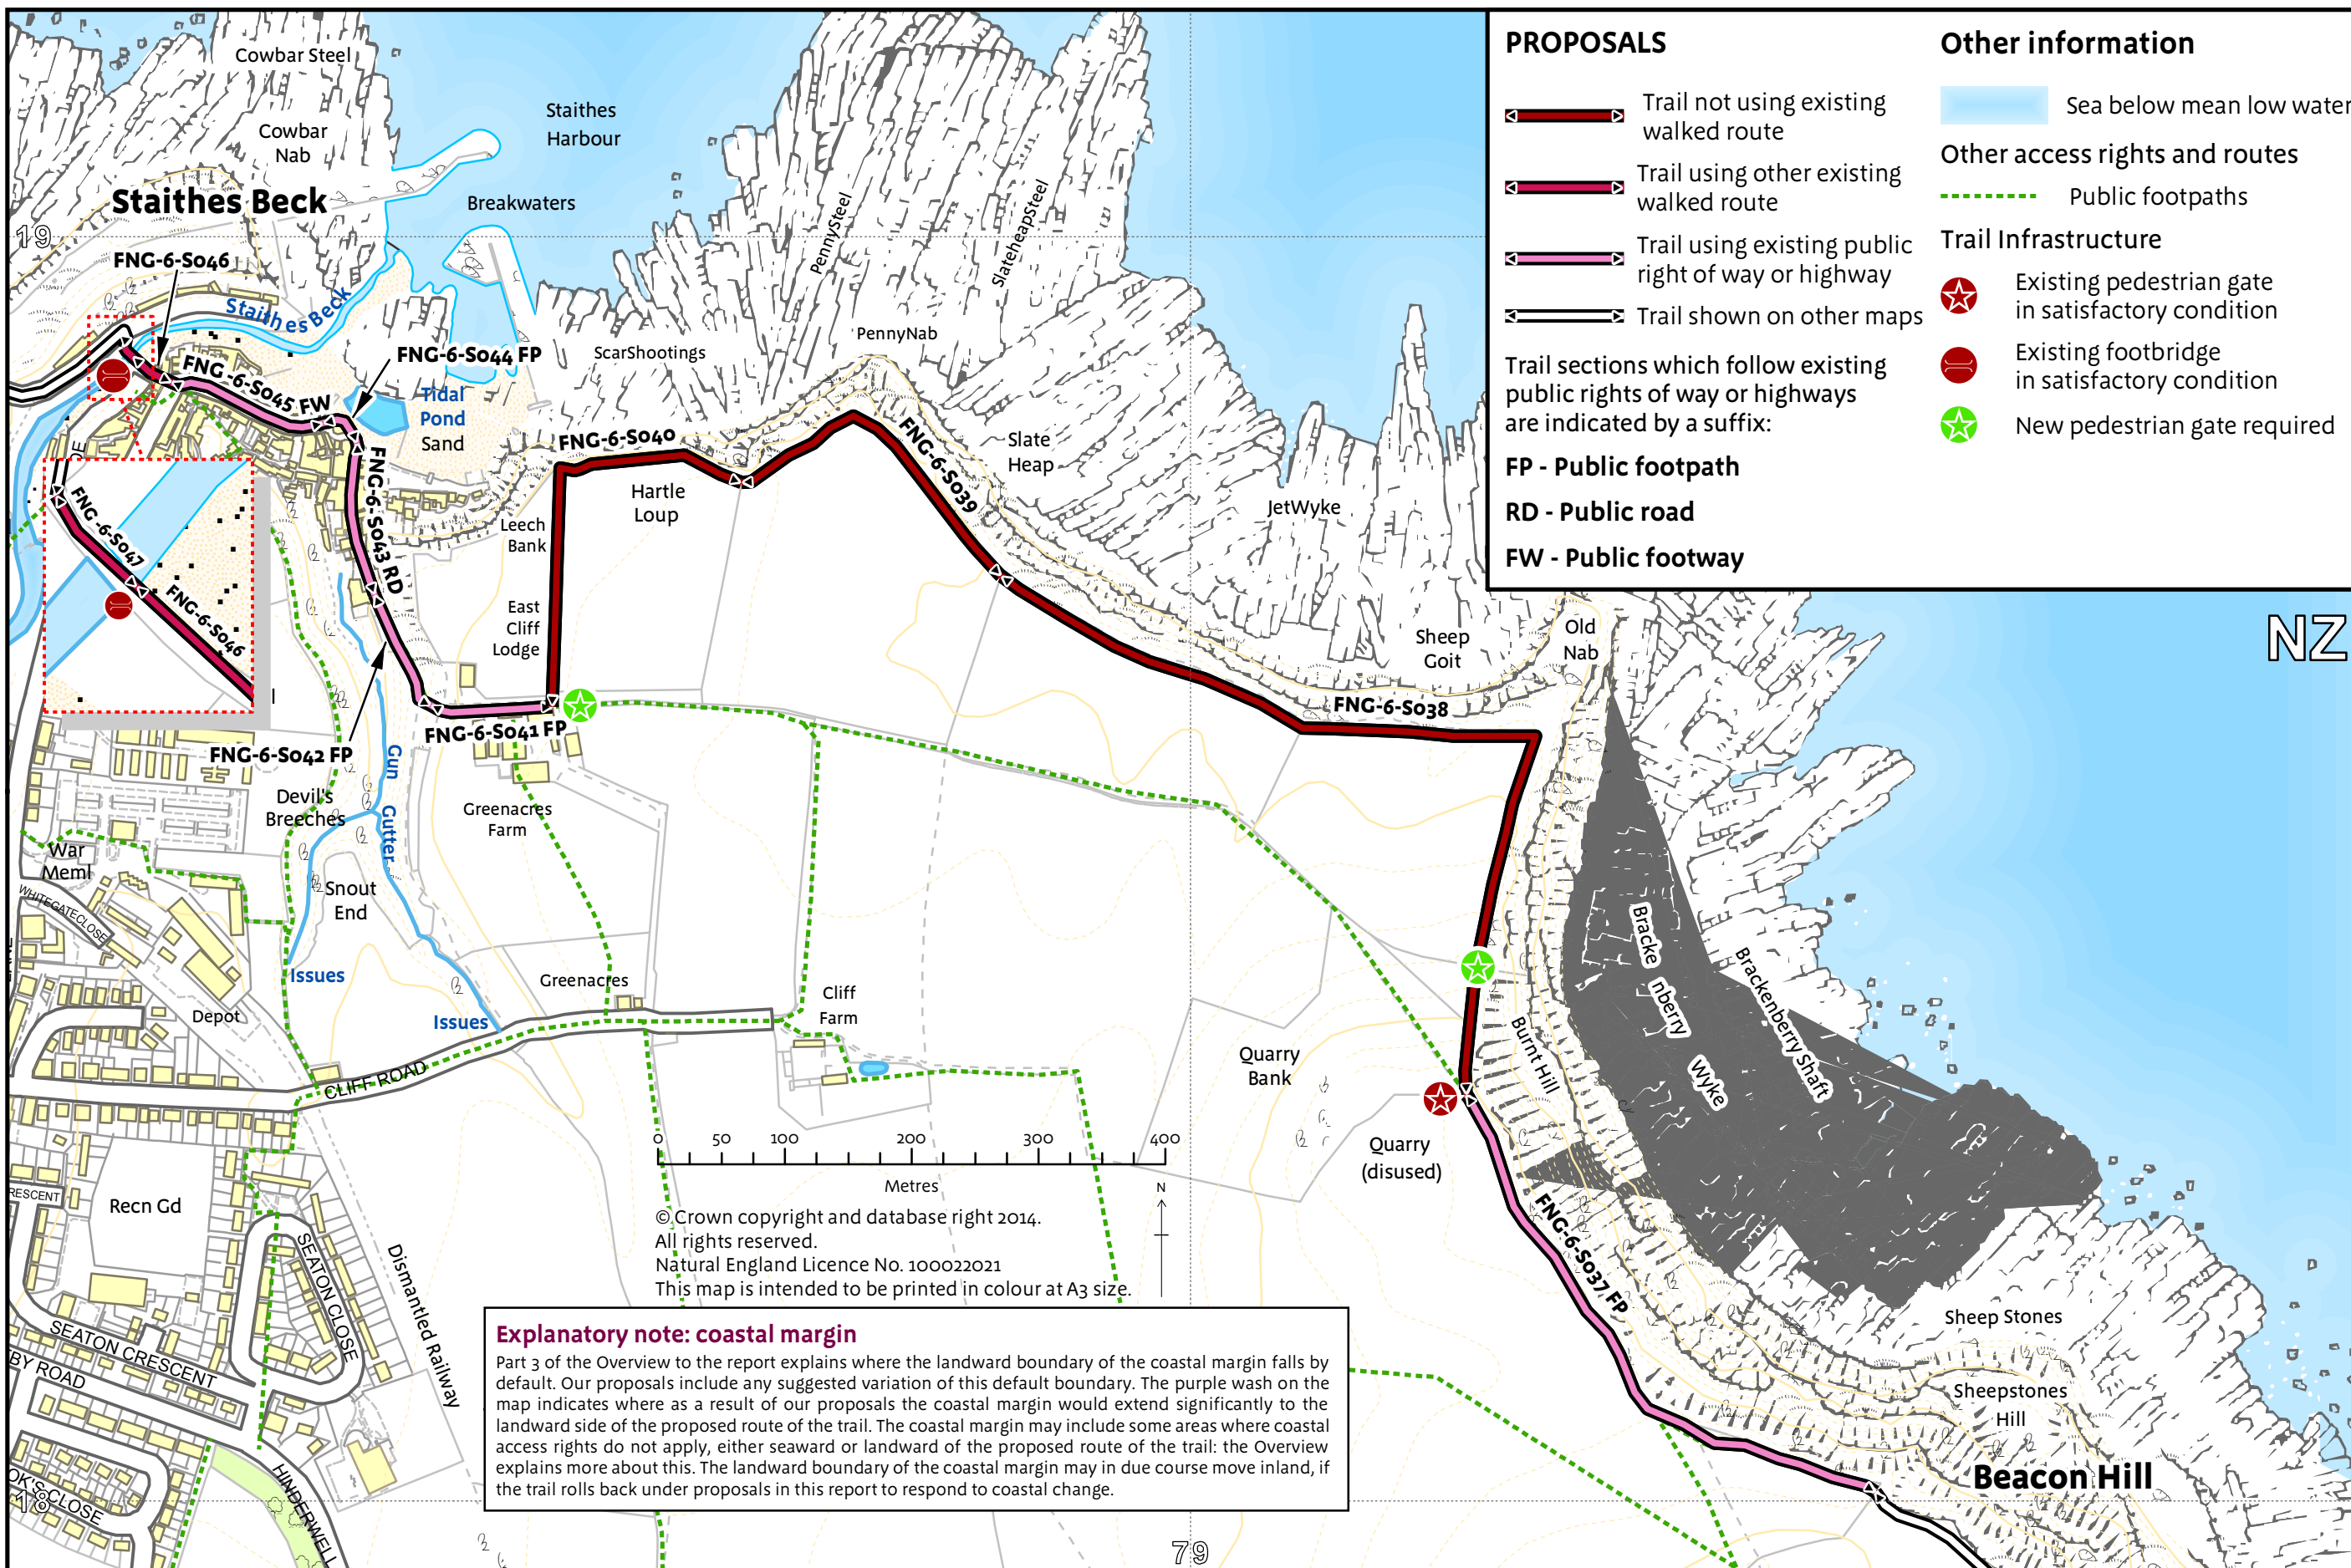 Cowbar Steel
Cowbar
Nab
Staithes
Harbour
Staithes Beck
Breakwaters
19
FNG-6-S046
Staithes Beck
PennySteel
SlateheapSteel
FNG-6-S044 FP
ScarShootings
PennyNab
FNG-6-S045 FW
Tidal
Pond
Sand
FNG-6-S040
FNG-6-S039
Slate
Heap
JetWyke
Hartle
Loup
Leech
Bank
FNG-6-S043 RD
FNG-6-S047
FNG-6-S046
East
Cliff
Lodge
Sheep
Goit
Old
Nab
NZ
FNG-6-S038
FNG-6-S041 FP
FNG-6-S042 FP
Gun
Gutter
Devil's
Breeches
Greenacres
Farm
War
Meml
WHITEGATECLOSE
Snout
End
Issues
Greenacres
Cliff
Farm
Issues
Depot
CLIFF ROAD
Bracke
nberry
Wyke
Brackenberry Shaft
Burnt Hill
Quarry
Bank
Quarry
(disused)
RESCENT
Recn Gd
SEATON CLOSE
Dismantled Railway
SEATON CRESCENT
BY ROAD
OK'S CLOSE
18
HINDERWELL
FNG-6-S037 FP
Sheep Stones
Sheepstones
Hill
Beacon Hill
79
0 50 100 200 300 400
Metres
N
© Crown copyright and database right 2014.
All rights reserved.
Natural England Licence No. 100022021
This map is intended to be printed in colour at A3 size.
Explanatory note: coastal margin
Part 3 of the Overview to the report explains where the landward boundary of the coastal margin falls by
default. Our proposals include any suggested variation of this default boundary. The purple wash on the
map indicates where as a result of our proposals the coastal margin would extend significantly to the
landward side of the proposed route of the trail. The coastal margin may include some areas where coastal
access rights do not apply, either seaward or landward of the proposed route of the trail: the Overview
explains more about this. The landward boundary of the coastal margin may in due course move inland, if
the trail rolls back under proposals in this report to respond to coastal change.
PROPOSALS
Trail not using existing
walked route
Trail using other existing
walked route
Trail using existing public
right of way or highway
Trail shown on other maps
Trail sections which follow existing
public rights of way or highways
are indicated by a suffix:
FP - Public footpath
RD - Public road
FW - Public footway
Other information
Sea below mean low water
Other access rights and routes
Public footpaths
Trail Infrastructure
Existing pedestrian gate
in satisfactory condition
Existing footbridge
in satisfactory condition
New pedestrian gate required